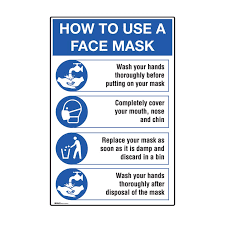 HOW TO USE A
FACE MASK
Wash your hands
thoroughly before
putting on your mask
Completely cover
your mouth, nose
and chin
Replace your mask as
soon as it is damp and
discard in a bin
Wash your hands
thoroughly after
disposal of the mask